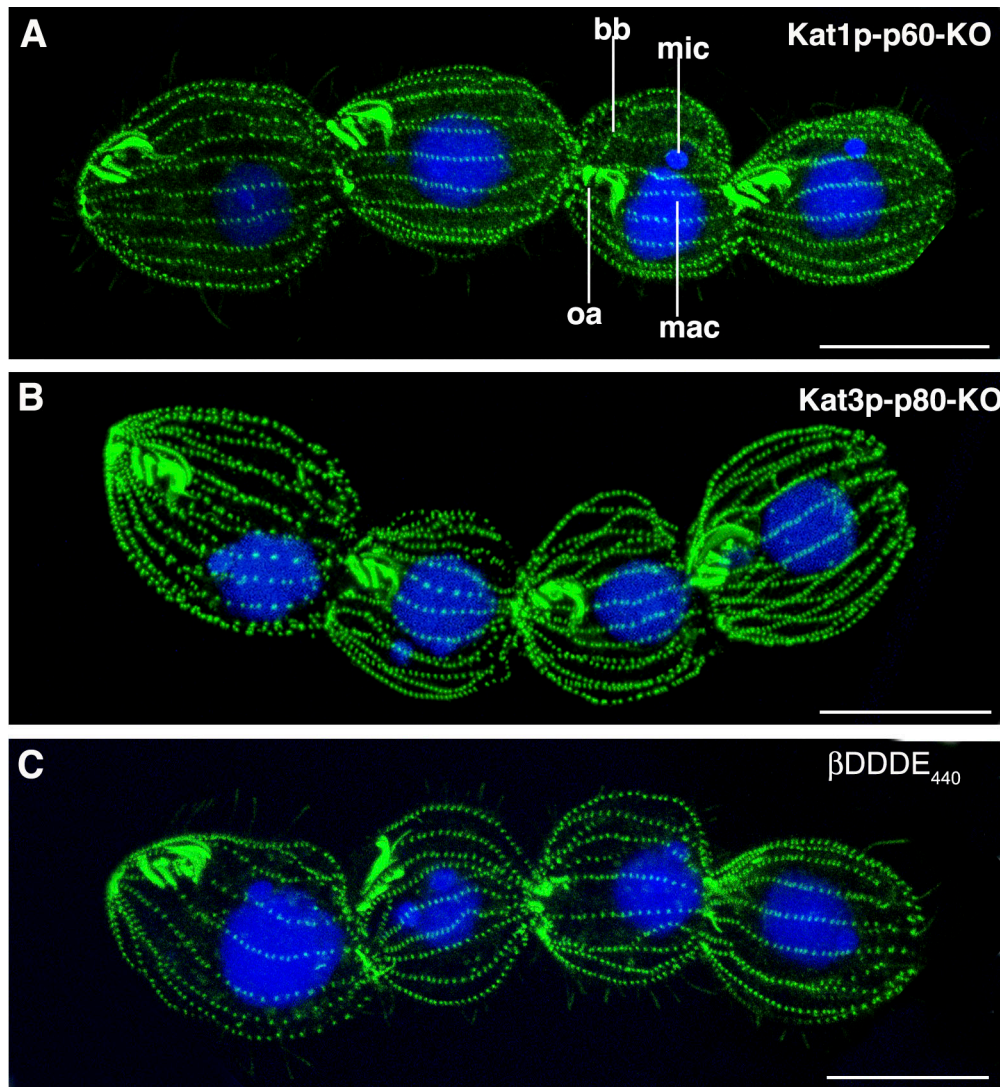 A
Kat1p-p60-KO
bb
mic
oa
mac
B
Kat3p-p80-KO
C
βDDDE₄₄₀